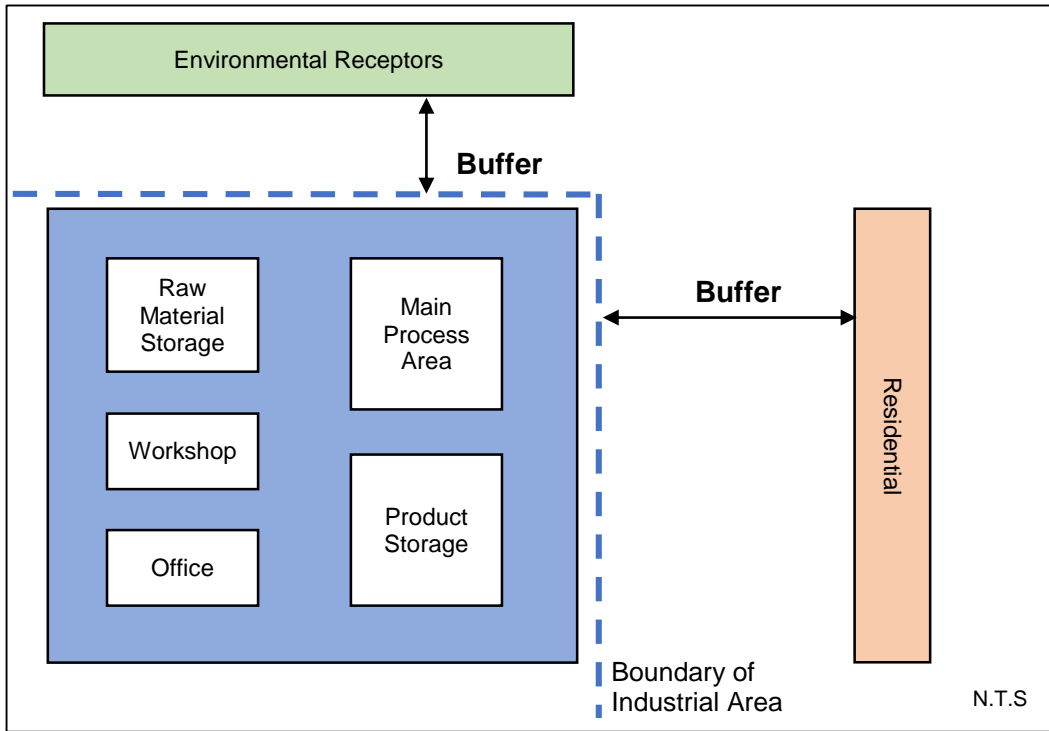 Environmental Receptors
Buffer
Raw
Material
Storage
Main
Process
Area
Buffer
Workshop
Residential
Product
Storage
Office
Boundary of
Industrial Area
N.T.S